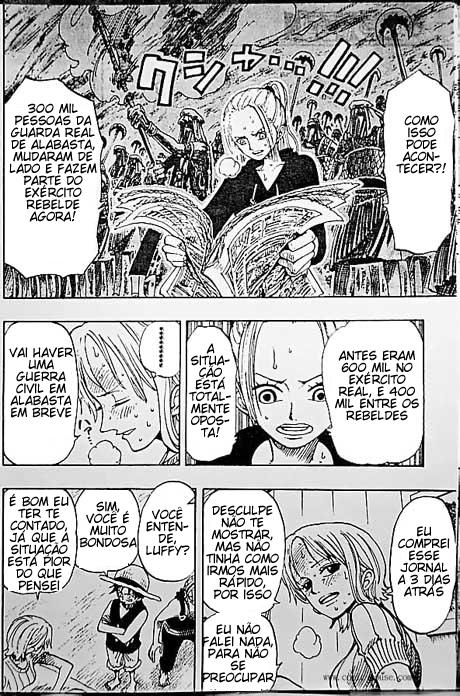 COMO
ISSO
PODE
ACON-
TECER?!
グシャ…!!!
300 MIL
PESSOAS DA
GUARDA REAL
DE ALABASTA,
MUDARAM DE
LADO E FAZEM
PARTE DO
EXÉRCITO
REBELDE
AGORA!
ANTES ERAM
600 MIL NO
EXÉRCITO
REAL, E 400
MIL ENTRE OS
REBELDES
A
SITUA-
ÇÃO
ESTÁ
TOTAL-
MENTE
OPOS-
TA!
VAI HAVER
UMA
GUERRA
CIVIL EM
ALABASTA
EM BREVE
EU
COMPREI
ESSE
JORNAL
A 3 DIAS
ATRÁS
DESCULPE
NÃO TE
MOSTRAR,
MAS NÃO
TINHA COMO
IRMOS MAIS
RÁPIDO,
POR ISSO
EU NÃO
FALEI NADA,
PARA NÃO
SE PREOCUPAR
VOCÊ
ENTEN-
DE,
LUFFY?
SIM,
VOCÊ É
MUITO
BONDOSA
É BOM EU
TER TE
CONTADO,
JÁ QUE A
SITUAÇÃO
ESTÁ PIOR
DO QUE
PENSEI